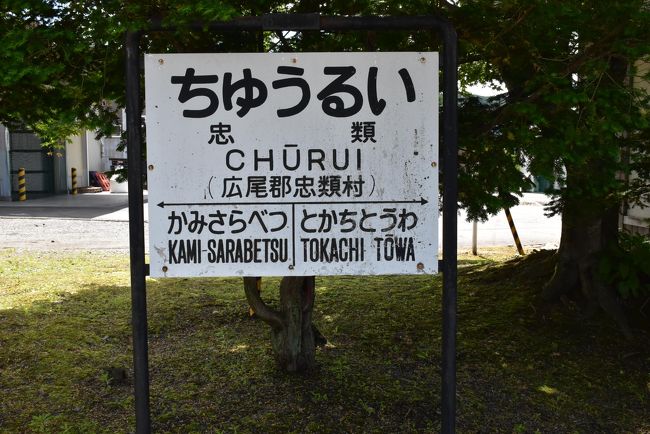 ちゆうるい
忠類
CHŪRUI
（広尾郡忠類村）
かみさらべつ とかちとうわ
KAMI-SARABETSU TOKACHI TŌWA